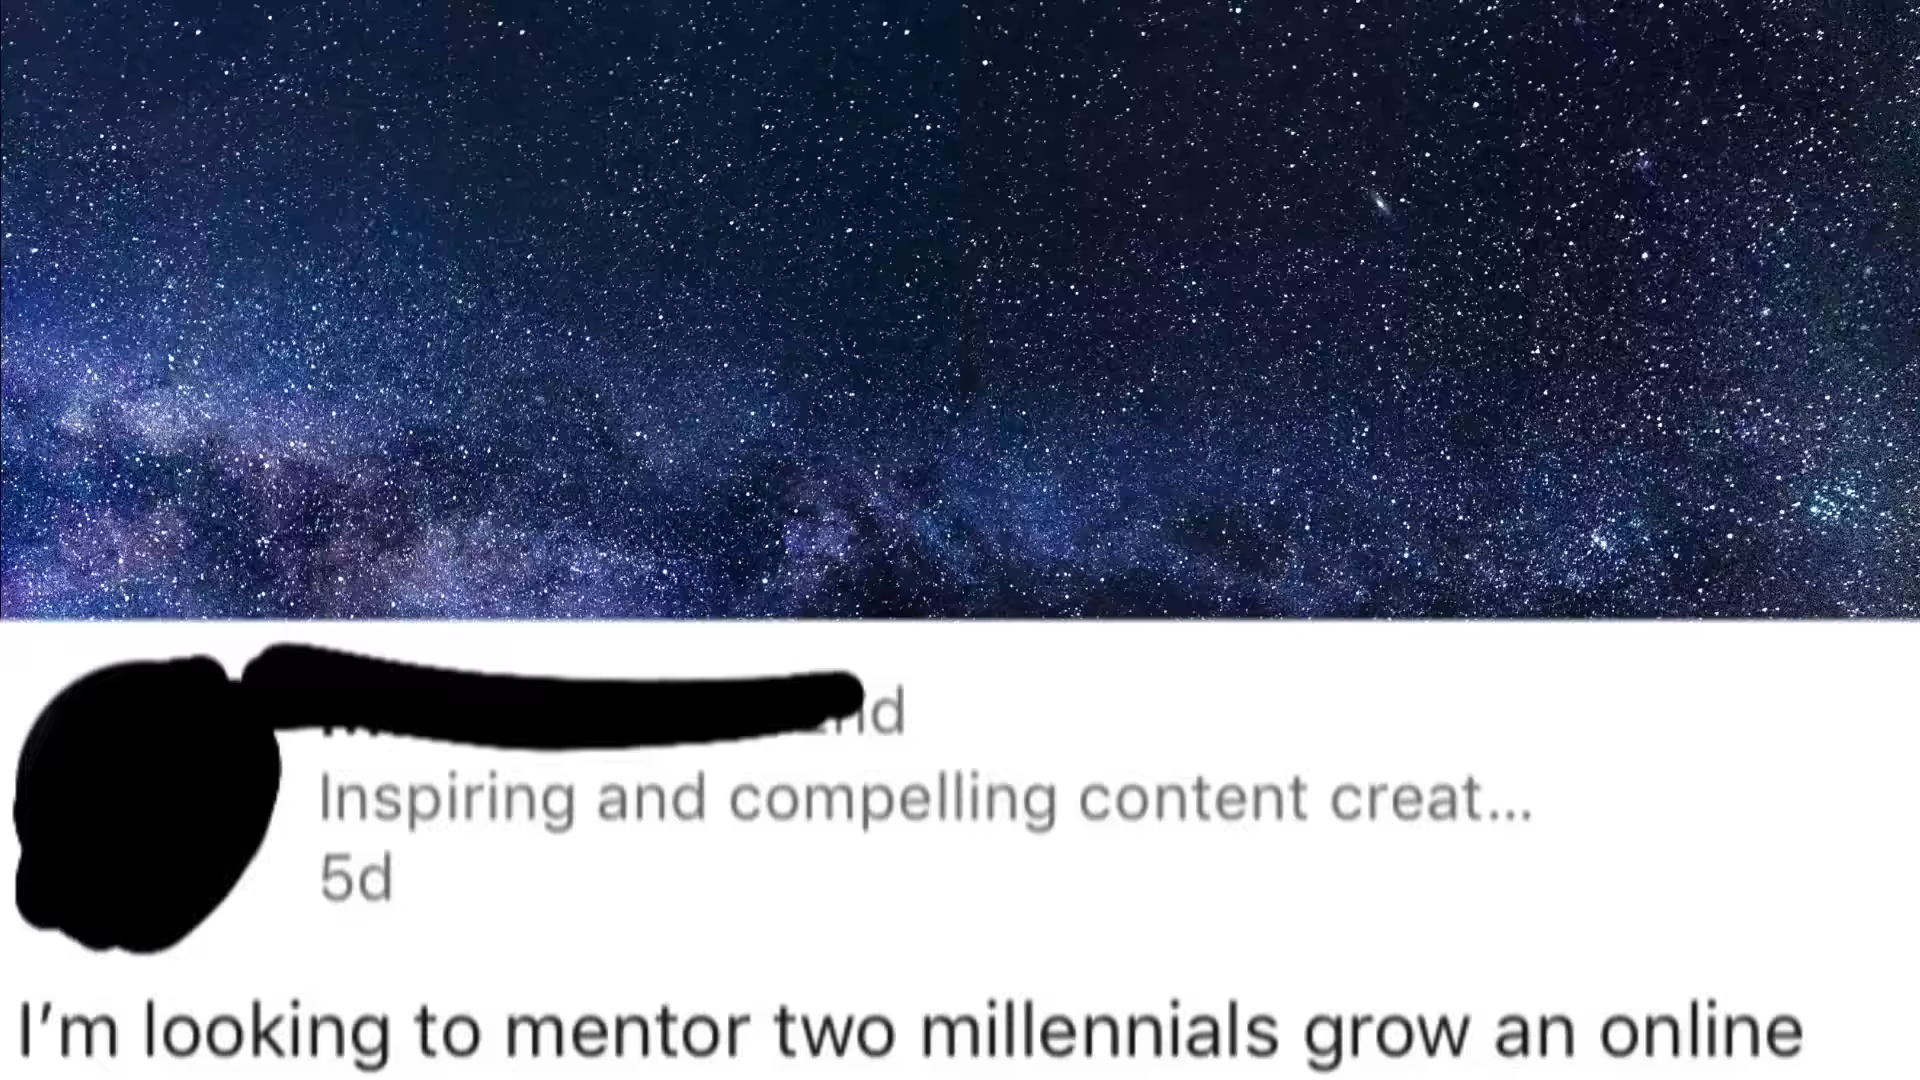 Inspiring and compelling content creat...
5d
I'm looking to mentor two millennials grow an online